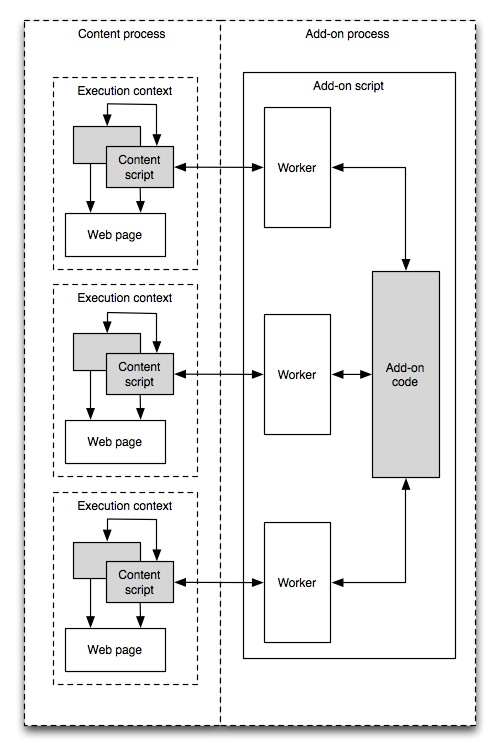 Content process
Add-on process
Execution context
Content
script
Web page
Execution context
Content
script
Web page
Execution context
Content
script
Web page
Add-on script
Worker
Worker
Worker
Add-on
code